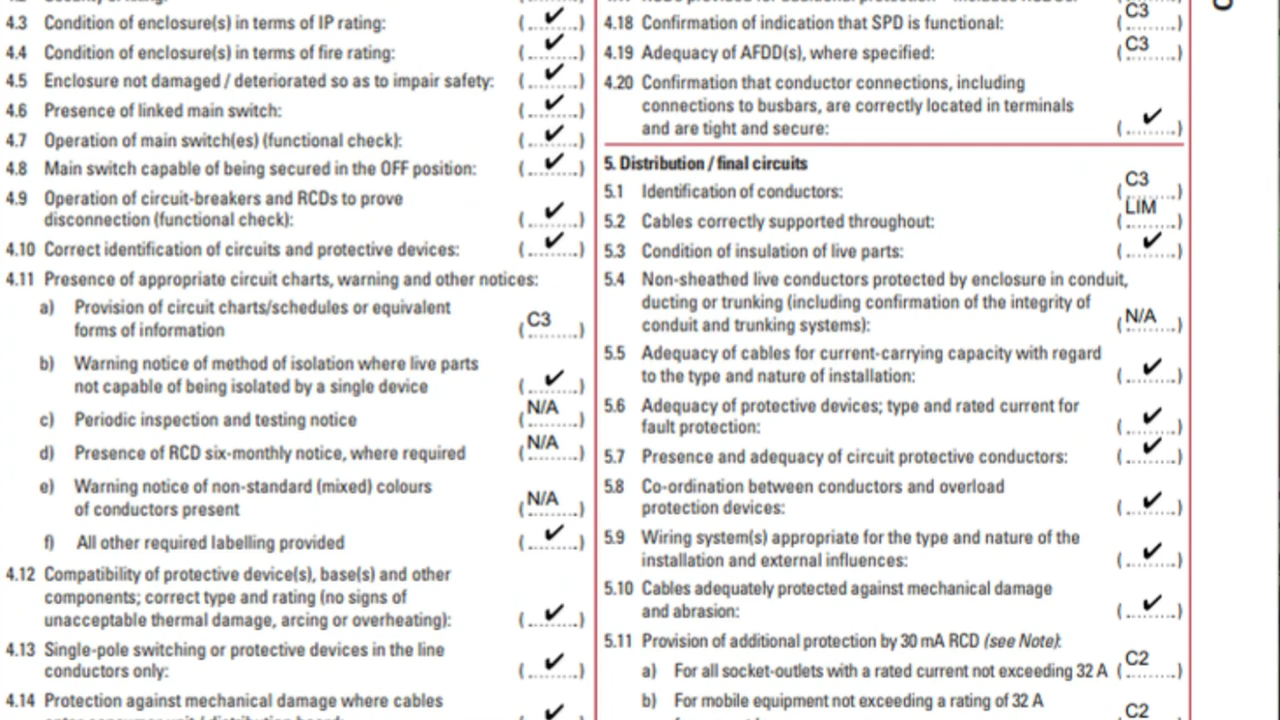 4.3 Condition of enclosure(s) in terms of IP rating: (.✔.....)
4.4 Condition of enclosure(s) in terms of fire rating: (.✔.....)
4.5 Enclosure not damaged / deteriorated so as to impair safety: (.✔.....)
4.6 Presence of linked main switch: (.✔.....)
4.7 Operation of main switch(es) (functional check): (.✔.....)
4.8 Main switch capable of being secured in the OFF position: (.✔.....)
4.9 Operation of circuit-breakers and RCDs to prove
disconnection (functional check): (.✔.....)
4.10 Correct identification of circuits and protective devices: (.✔.....)
4.11 Presence of appropriate circuit charts, warning and other notices:
a) Provision of circuit charts/schedules or equivalent
forms of information (C3)
b) Warning notice of method of isolation where live parts
not capable of being isolated by a single device (.✔.....)
c) Periodic inspection and testing notice (N/A)
d) Presence of RCD six-monthly notice, where required (N/A)
e) Warning notice of non-standard (mixed) colours
of conductors present (N/A)
f) All other required labelling provided (.✔.....)
4.12 Compatibility of protective device(s), base(s) and other
components; correct type and rating (no signs of
unacceptable thermal damage, arcing or overheating): (.✔.....)
4.13 Single-pole switching or protective devices in the line
conductors only: (.✔.....)
4.14 Protection against mechanical damage where cables
✔
4.18 Confirmation of indication that SPD is functional: (C3)
4.19 Adequacy of AFDD(s), where specified: (C3)
4.20 Confirmation that conductor connections, including
connections to busbars, are correctly located in terminals
and are tight and secure: (.✔.....)
5. Distribution / final circuits
5.1 Identification of conductors: (C3)
5.2 Cables correctly supported throughout: (LIM)
5.3 Condition of insulation of live parts: (.✔.....)
5.4 Non-sheathed live conductors protected by enclosure in conduit,
ducting or trunking (including confirmation of the integrity of
conduit and trunking systems): (N/A)
5.5 Adequacy of cables for current-carrying capacity with regard
to the type and nature of installation: (.✔.....)
5.6 Adequacy of protective devices; type and rated current for
fault protection: (.✔.....)
5.7 Presence and adequacy of circuit protective conductors: (.✔.....)
5.8 Co-ordination between conductors and overload
protection devices: (.✔.....)
5.9 Wiring system(s) appropriate for the type and nature of the
installation and external influences: (.✔.....)
5.10 Cables adequately protected against mechanical damage
and abrasion: (.✔.....)
5.11 Provision of additional protection by 30 mA RCD (see Note):
a) For all socket-outlets with a rated current not exceeding 32 A (C2)
b) For mobile equipment not exceeding a rating of 32 A
C2